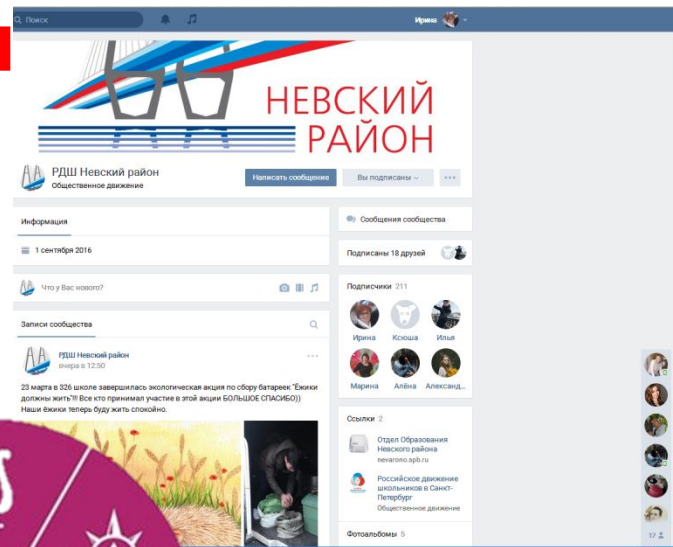 Поиск
Ирина
НЕВСКИЙ
РАЙОН
РДШ Невский район
Общественное движение
Написать сообщение
Вы подписаны
Информация
1 сентября 2016
Что у Вас нового?
Записи сообщества
РДШ Невский район
вчера в 12:50
23 марта в 326 школе завершилась экологическая акция по сбору батареек "Ёжики
должны жить"!!! Все кто принимал участие в этой акции БОЛЬШОЕ СПАСИБО))
Наши ёжики теперь буду жить спокойно.
Сообщения сообщества
Подписаны 18 друзей
Подписчики 211
Ирина Ксюша Илья
Марина Алёна Александ...
Ссылки 2
Отдел Образования
Невского района
nevarono.spb.ru
Российское движение
школьников в Санкт-
Петербург
Общественное движение
Фотоальбомы 5
17